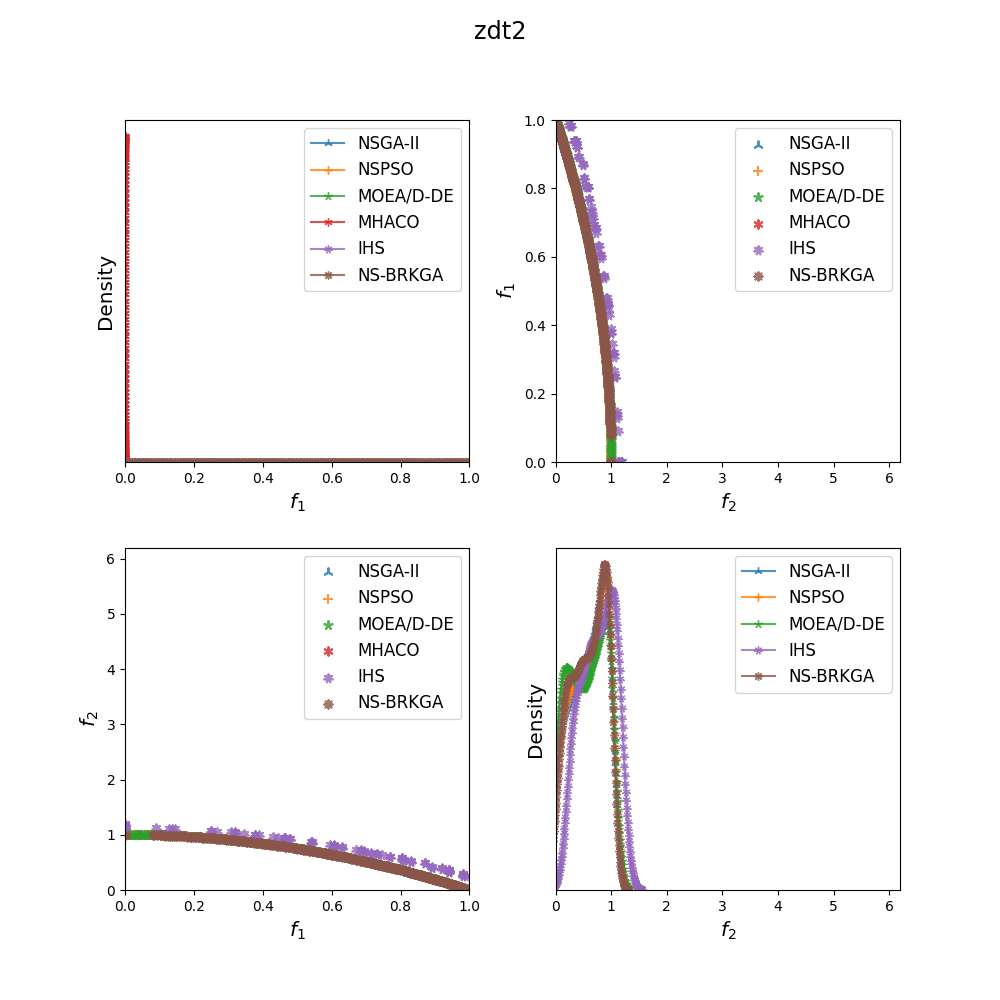 zdt2
Density
NSGA-II
NSPSO
MOEA/D-DE
MHACO
IHS
NS-BRKGA
0.0 0.2 0.4 0.6 0.8 1.0
f1
f1
1.0
0.8
0.6
0.4
0.2
0.0
NSGA-II
NSPSO
MOEA/D-DE
MHACO
IHS
NS-BRKGA
0 1 2 3 4 5 6
f2
f2
6
5
4
3
2
1
0
NSGA-II
NSPSO
MOEA/D-DE
MHACO
IHS
NS-BRKGA
0.0 0.2 0.4 0.6 0.8 1.0
f1
Density
NSGA-II
NSPSO
MOEA/D-DE
IHS
NS-BRKGA
0 1 2 3 4 5 6
f2